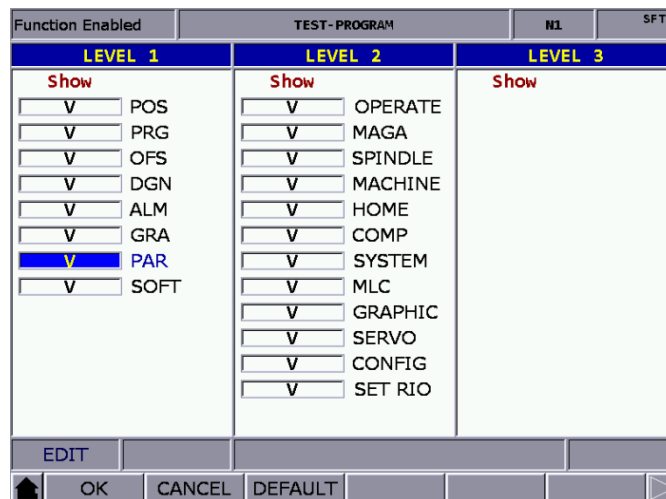 Function Enabled TEST-PROGRAM N1 SFT
LEVEL 1 LEVEL 2 LEVEL 3
Show Show Show
V POS V OPERATE
V PRG V MAGA
V OFS V SPINDLE
V DGN V MACHINE
V ALM V HOME
V GRA V COMP
V PAR V SYSTEM
V SOFT V MLC
V GRAPHIC
V SERVO
V CONFIG
V SET RIO
EDIT
OK CANCEL DEFAULT